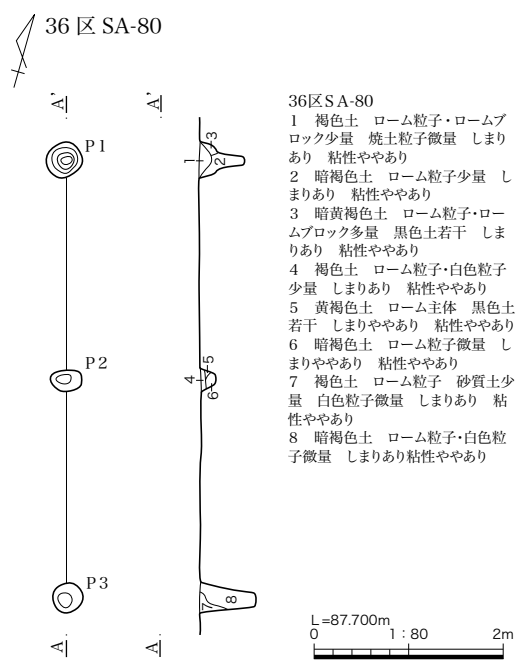 36 区 SA-80
A'
A'
P1
3
1
2
P2
5
4
6
P3
7
8
A
A
36区SA-80
1　褐色土　ローム粒子・ロームブ
ロック少量　焼土粒子微量　しまり
あり　粘性ややあり
2　暗褐色土　ローム粒子少量　し
まりあり　粘性ややあり
3　暗黄褐色土　ローム粒子・ロー
ムブロック多量　黒色土若干　しま
りあり　粘性ややあり
4　褐色土　ローム粒子・白色粒子
少量　しまりあり　粘性ややあり
5　黄褐色土　ローム主体　黒色土
若干　しまりややあり　粘性ややあり
6　暗褐色土　ローム粒子微量　し
まりややあり　粘性ややあり
7　褐色土　ローム粒子　砂質土少
量　白色粒子微量　しまりあり　粘
性ややあり
8　暗褐色土　ローム粒子・白色粒
子微量　しまりあり粘性ややあり
L=87.700m
0 1：80 2m